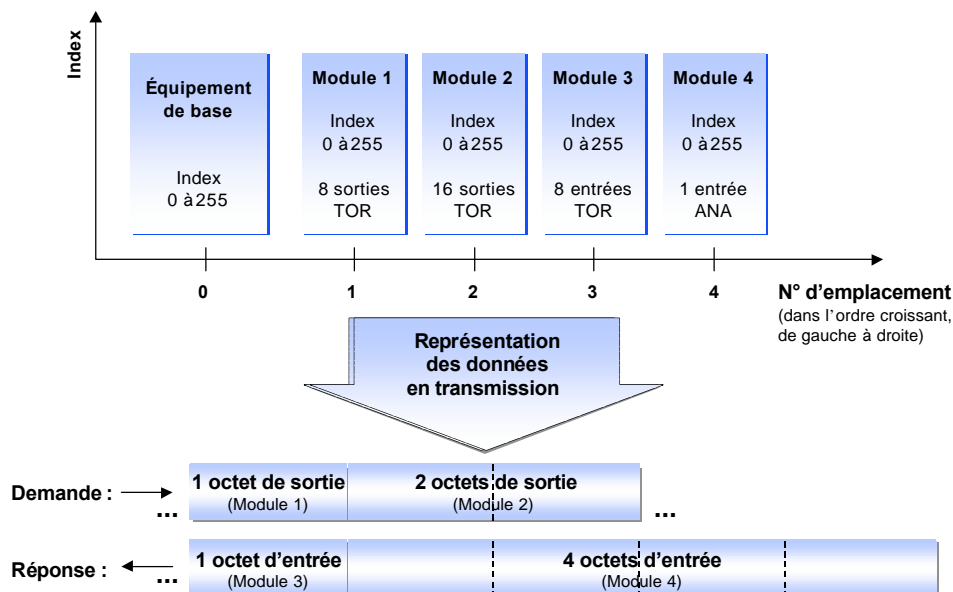 Index
Équipement
de base
Index
0 à 255
Module 1
Index
0 à 255
8 sorties
TOR
Module 2
Index
0 à 255
16 sorties
TOR
Module 3
Index
0 à 255
8 entrées
TOR
Module 4
Index
0 à 255
1 entrée
ANA
0
1
2
3
4
N° d'emplacement
(dans l'ordre croissant,
de gauche à droite)
Représentation
des données
en transmission
Demande :
...
1 octet de sortie
(Module 1)
2 octets de sortie
(Module 2)
...
Réponse :
...
1 octet d'entrée
(Module 3)
4 octets d'entrée
(Module 4)